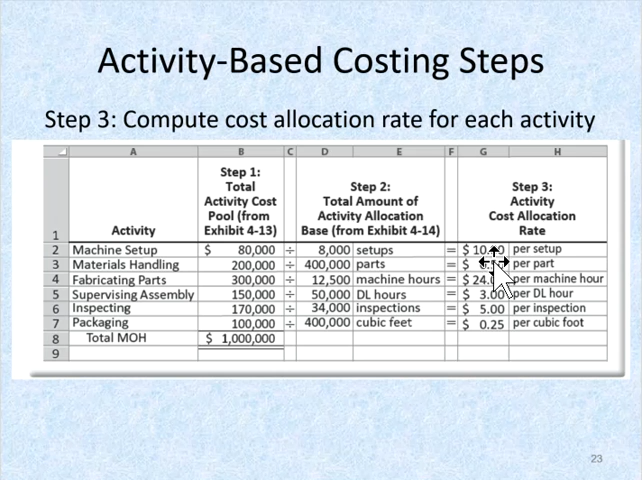 Activity-Based Costing Steps
Step 3: Compute cost allocation rate for each activity
A B C D E F G H
Step 1:
Total
Activity Cost
Pool (from
Exhibit 4-13)
Step 2:
Total Amount of
Activity Allocation
Base (from Exhibit 4-14)
Step 3:
Activity
Cost Allocation
Rate
1 Activity
2 Machine Setup $ 80,000 ÷ 8,000 setups = $ per setup
3 Materials Handling 200,000 ÷ 400,000 parts = $ per part
4 Fabricating Parts 300,000 ÷ 12,500 machine hours = $ 24. per machine hour
5 Supervising Assembly 150,000 ÷ 50,000 DL hours = $ 3.00 per DL hour
6 Inspecting 170,000 ÷ 34,000 inspections = $ 5.00 per inspection
7 Packaging 100,000 ÷ 400,000 cubic feet = $ 0.25 per cubic foot
8 Total MOH $ 1,000,000
9
23